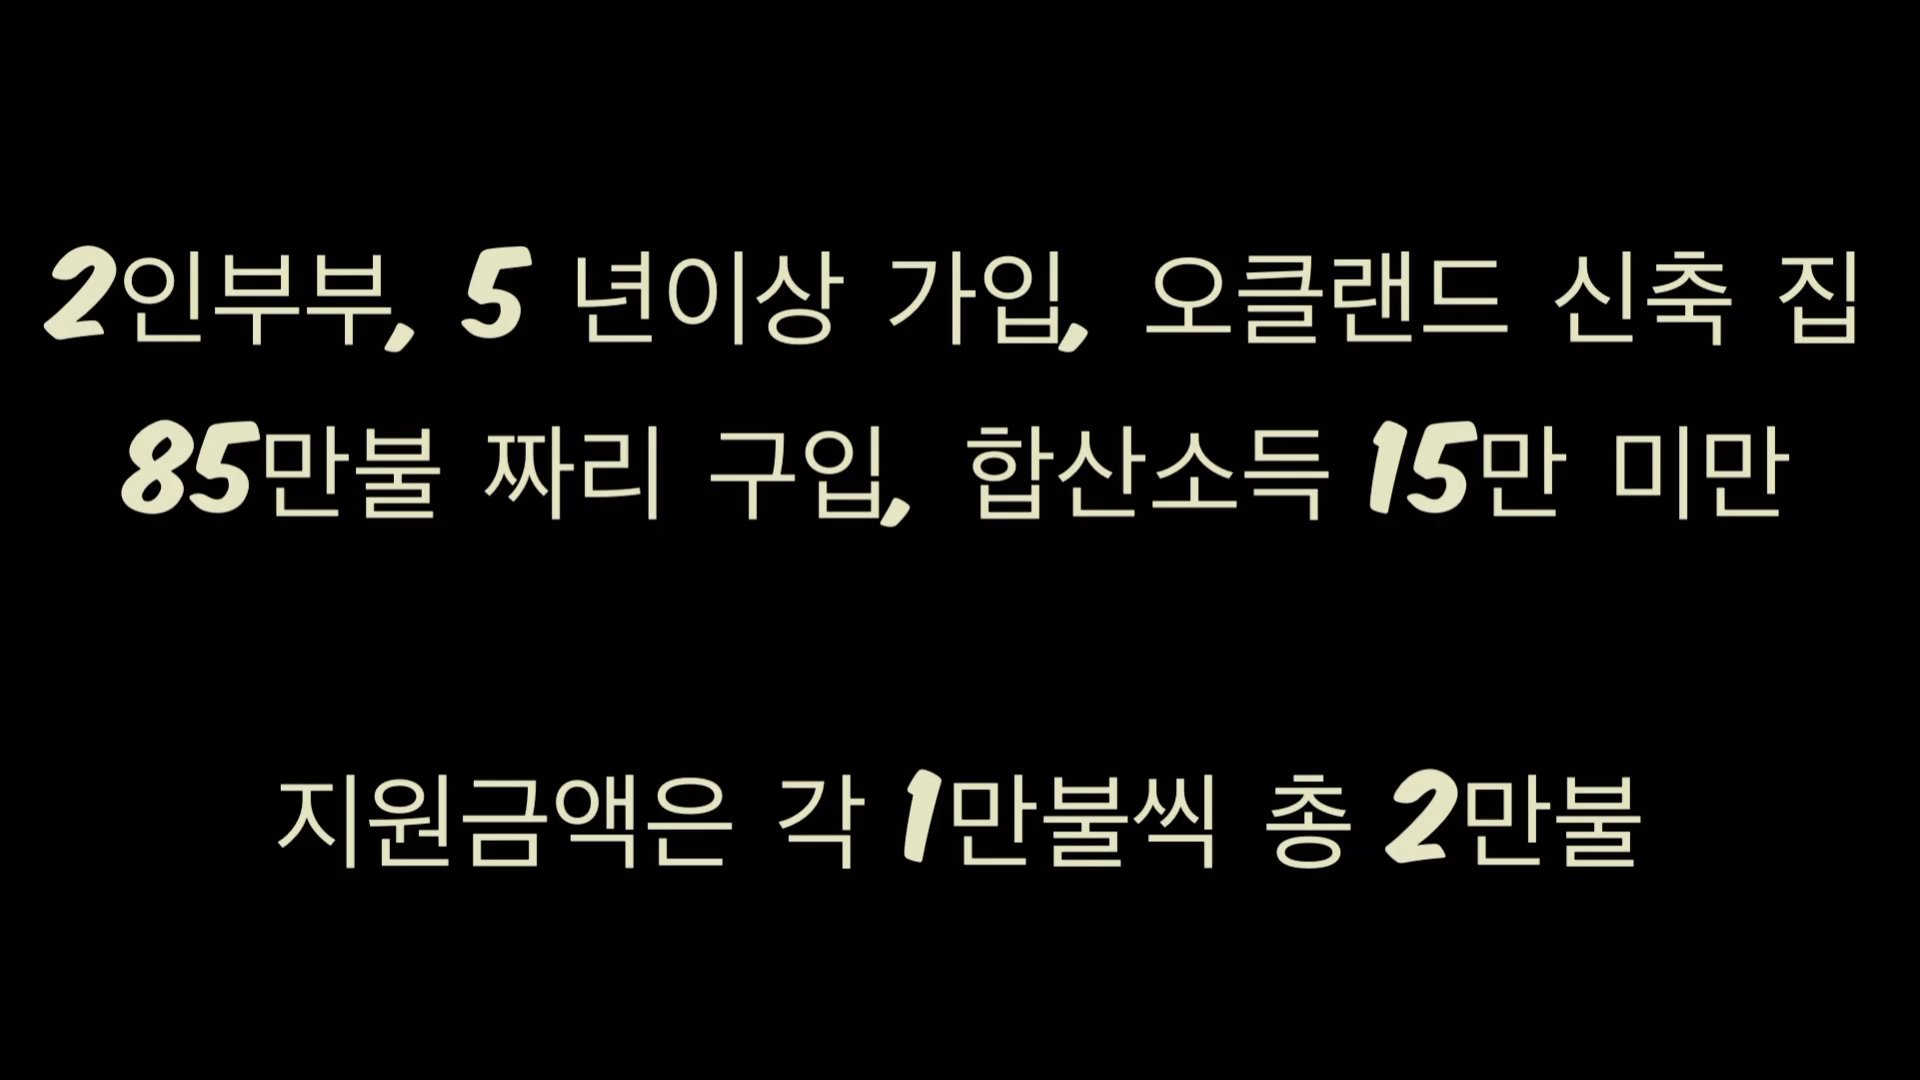 2인부부, 5 년이상 가입, 오클랜드 신축 집
85만불 짜리 구입, 합산소득 15만 미만
지원금액은 각 1만불씩 총 2만불